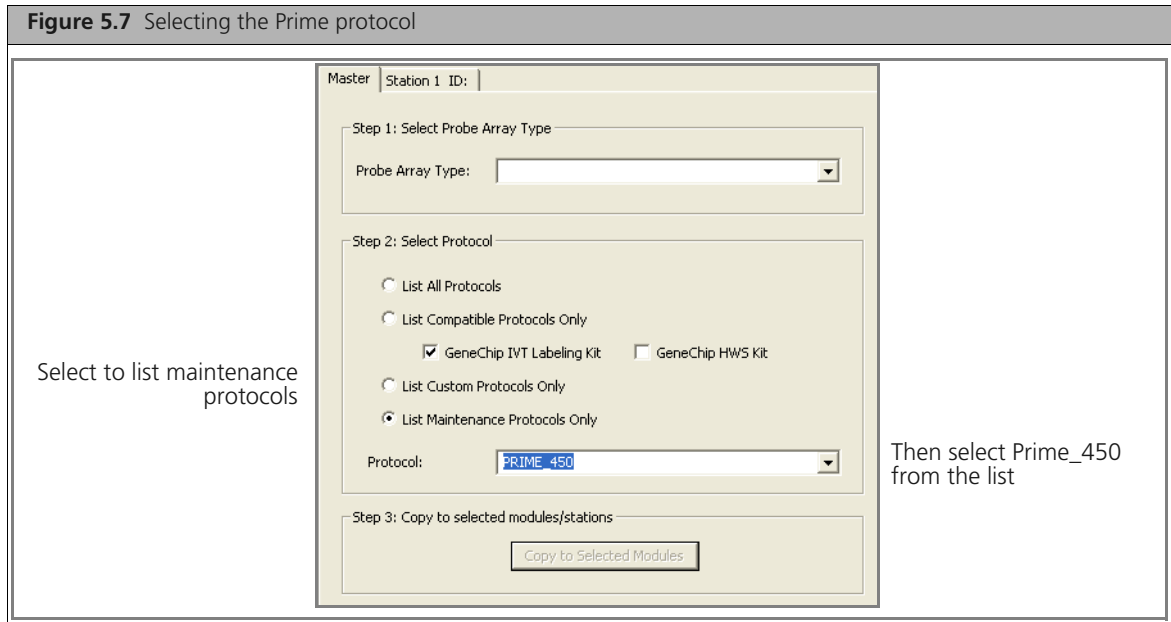 Figure 5.7 Selecting the Prime protocol
Master
Station 1 ID:
Step 1: Select Probe Array Type
Probe Array Type:
Step 2: Select Protocol
List All Protocols
List Compatible Protocols Only
GeneChip IVT Labeling Kit
GeneChip HWS Kit
List Custom Protocols Only
List Maintenance Protocols Only
Select to list maintenance
protocols
Protocol:
PRIME_450
Then select Prime_450
from the list
Step 3: Copy to selected modules/stations
Copy to Selected Modules